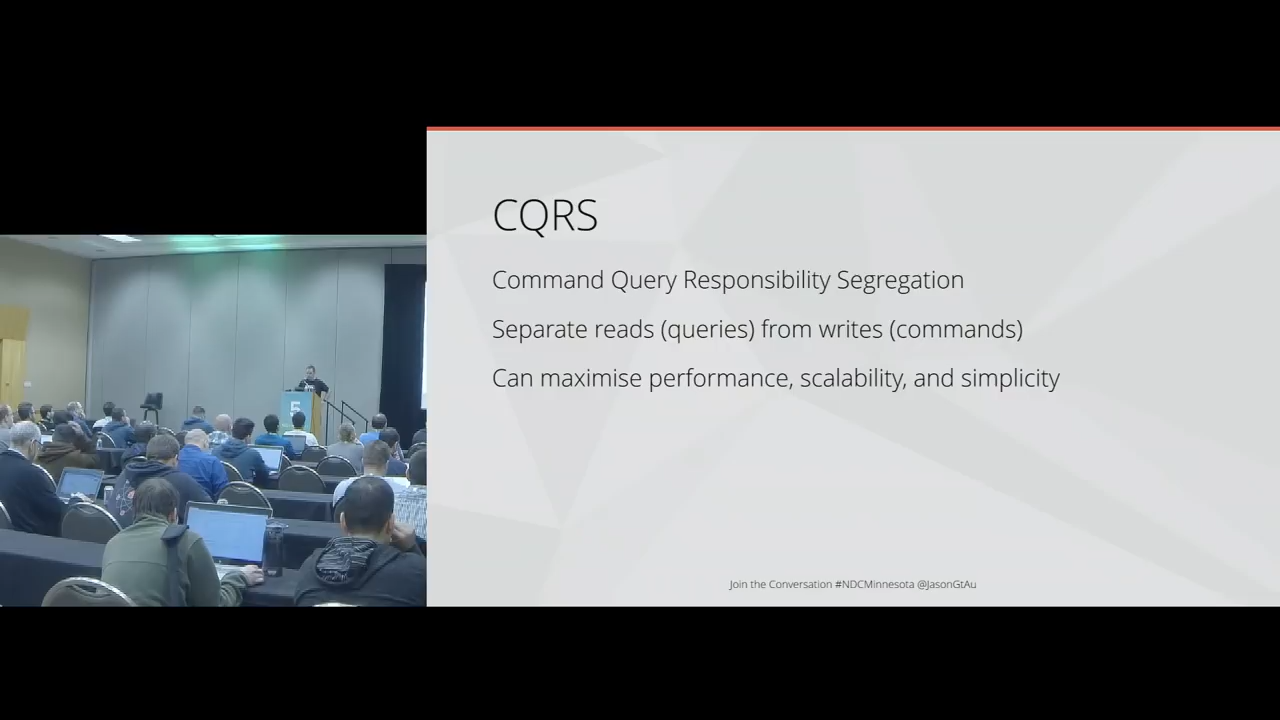 CQRS
Command Query Responsibility Segregation
Separate reads (queries) from writes (commands)
Can maximise performance, scalability, and simplicity
Join the Conversation #NDCMinnesota @JasonGtAu